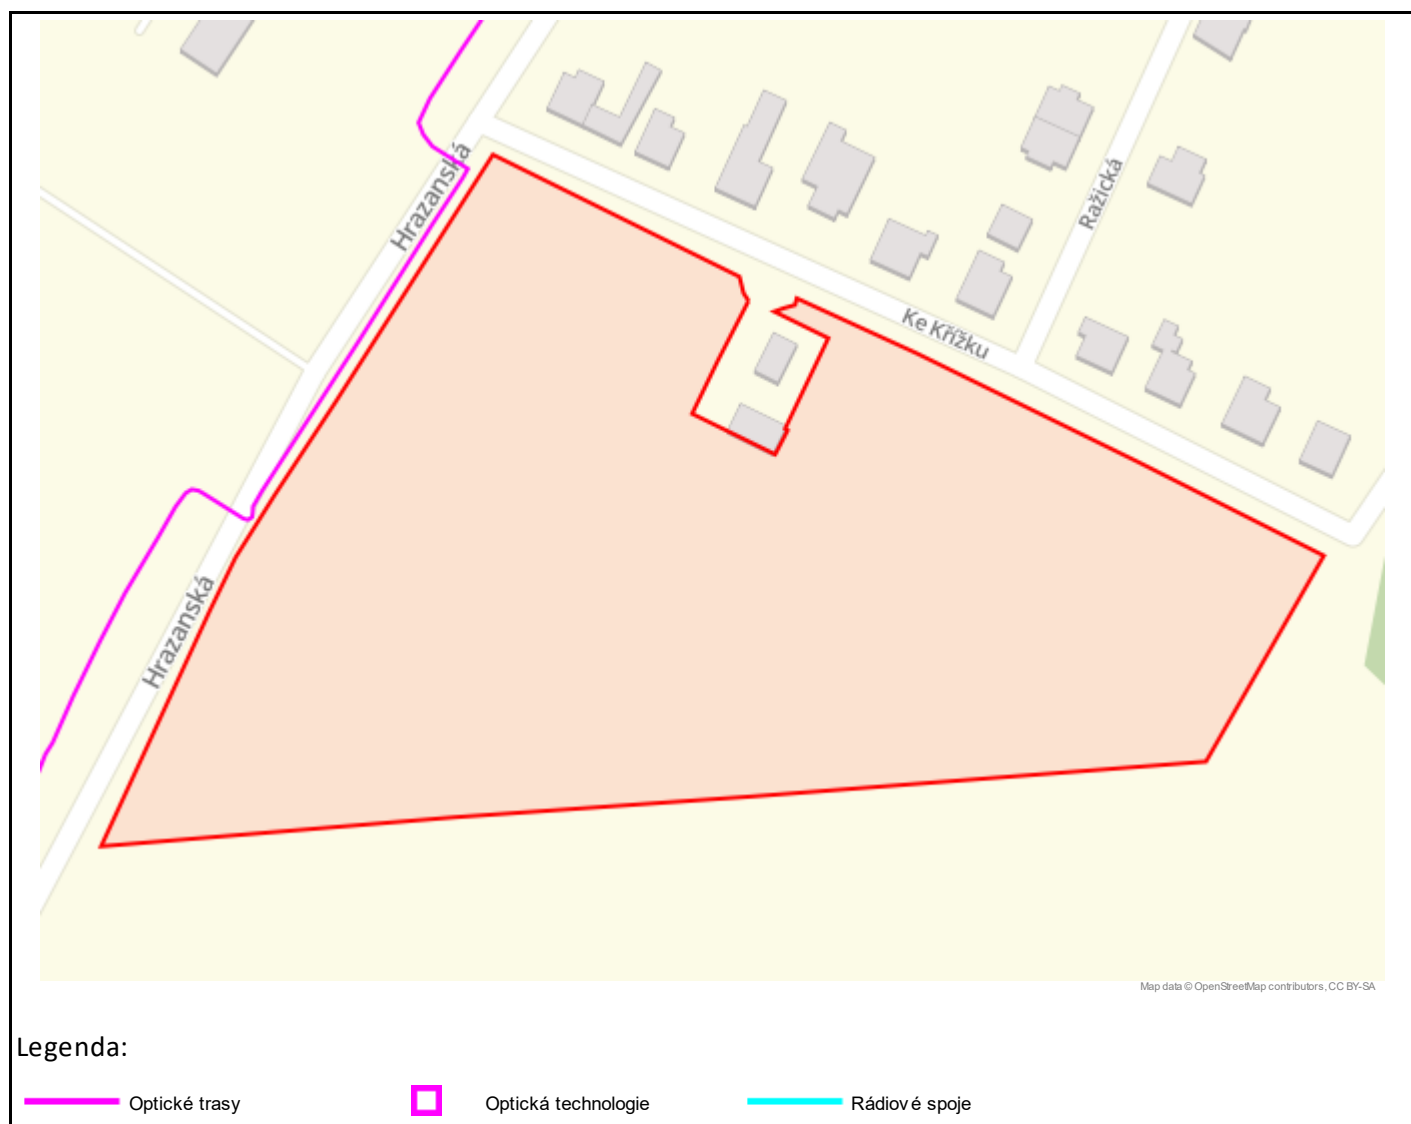 Hrazanská
Ražická
Ke Křížku
Hrazanská
Map data © OpenStreetMap contributors, CC BY-SA
Legenda:
Optické trasy
Optická technologie
Rádiové spoje